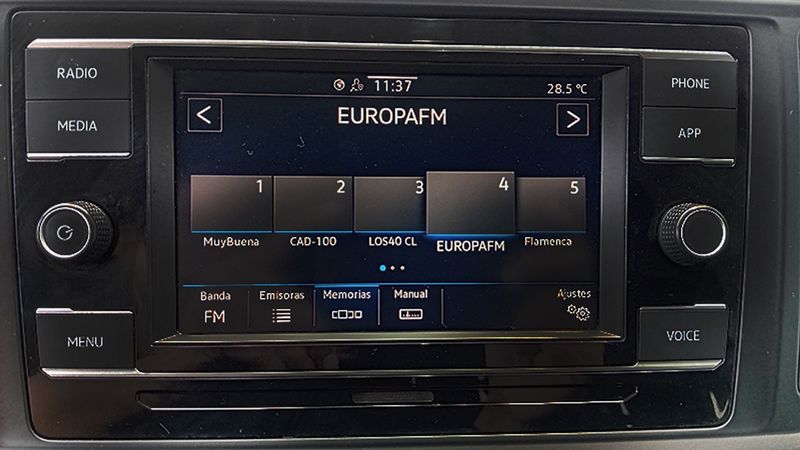 RADIO
MEDIA
MENU
11:37
28.5 °C
<
EUROPAFM
>
1
2
3
4
5
MuyBuena
CAD-100
LOS40 CL
EUROPAFM
Flamenca
Banda
FM
Emisoras
Memorias
Manual
Ajustes
PHONE
APP
VOICE